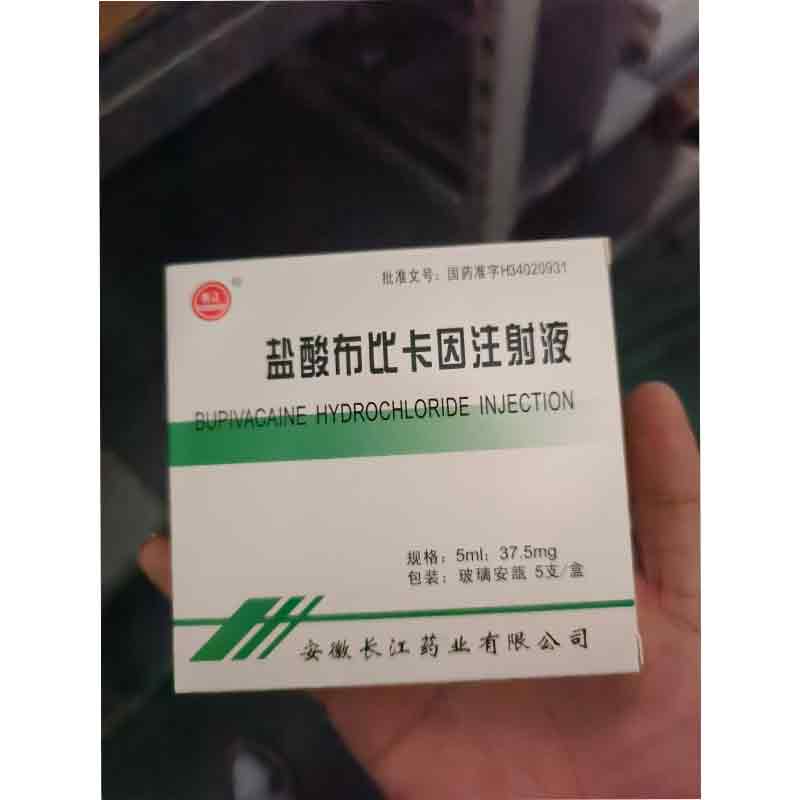 批准文号：国药准字H34020931
盐酸布比卡因注射液
BUPIVACAINE HYDROCHLORIDE INJECTION
规格：5ml：37.5mg
包装：玻璃安瓿 5支/盒
安徽长江药业有限公司